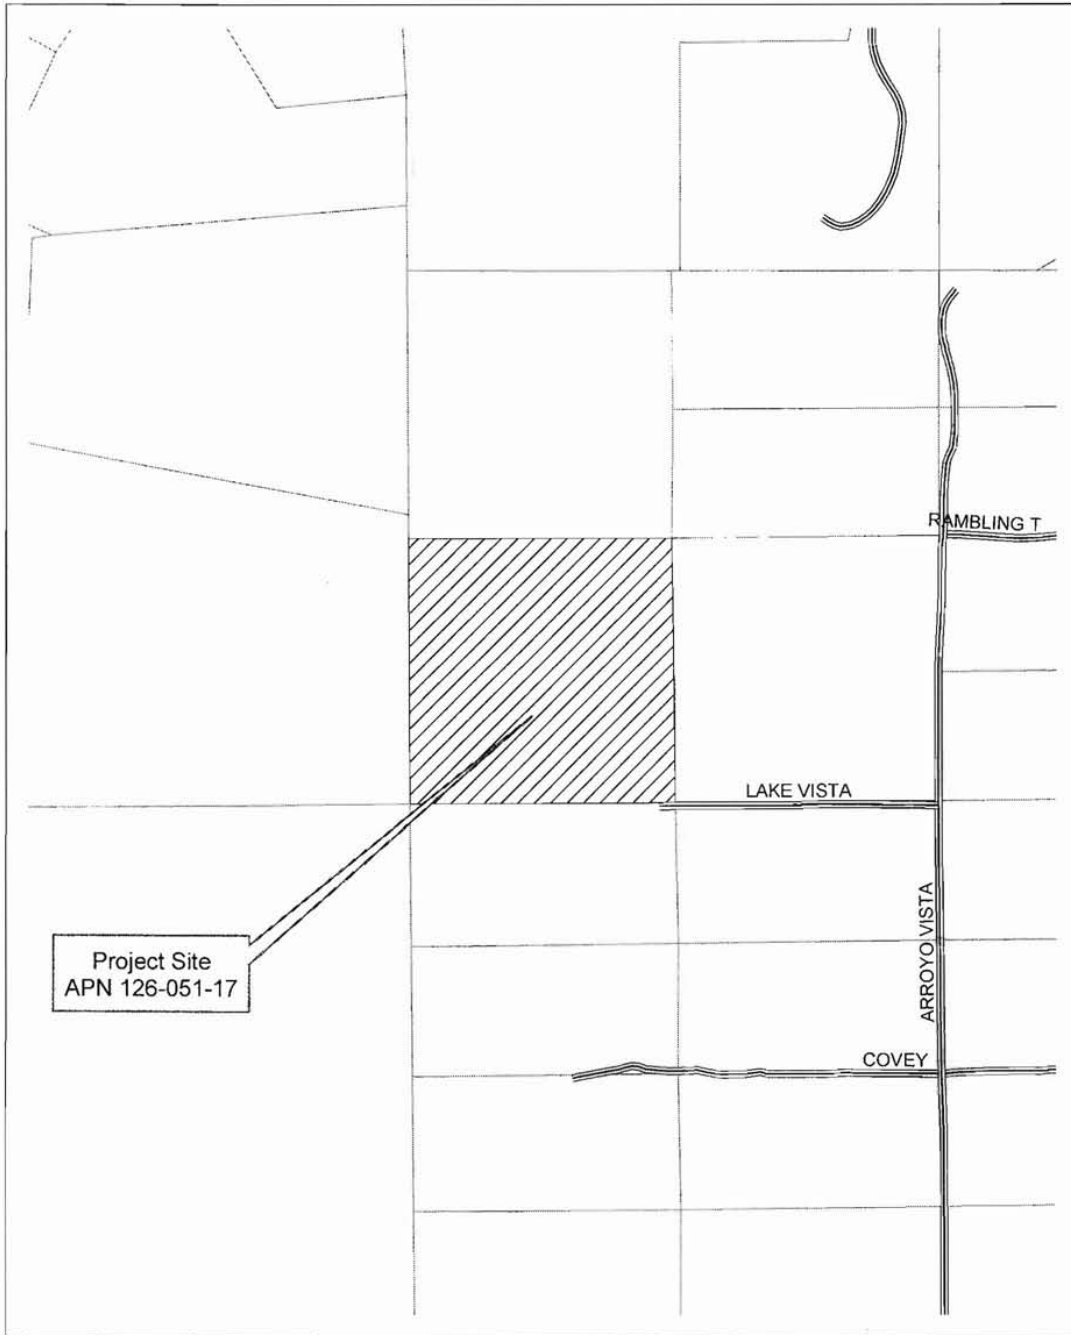 RAMBLING T
LAKE VISTA
Project Site
APN 126-051-17
ARROYO VISTA
COVEY